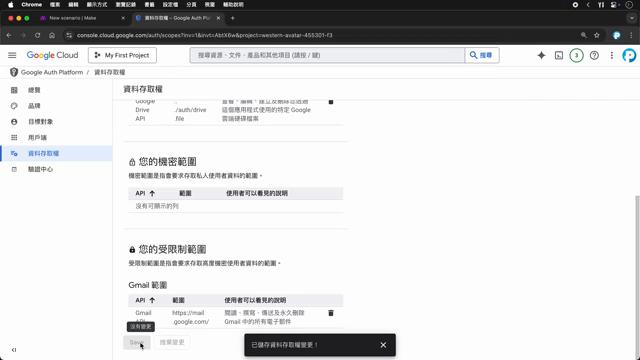 Chrome 檔案 編輯 顯示方式 瀏覽記錄 書籤 設定檔 分頁 視窗 輔助說明
New scenario | Make
資料存取權 – Google Auth Platf
console.cloud.google.com/auth/scopes?inv=1&invt=AbtX6w&project=western-avatar-455301-f3
Google Cloud
My First Project
搜尋資源、文件、產品和其他項目 (請按 /)
搜尋
3
Google Auth Platform / 資料存取權
總覽
品牌
目標對象
用戶端
資料存取權
驗證中心
資料存取權
Google
Drive ./auth/drive 這個應用程式使用的特定 Google
API .file 雲端硬碟檔案
您的機密範圍
機密範圍是指會要求存取私人使用者資料的範圍。
API 範圍 使用者可以看見的說明
沒有可顯示的列
您的受限制範圍
受限制範圍是指會要求存取高度機密使用者資料的範圍。
Gmail 範圍
API 範圍 使用者可以看見的說明
Gmail https://mail 閱讀、撰寫、傳送及永久刪除
.google.com/ Gmail 中的所有電子郵件
沒有變更
Save
捨棄變更
已儲存資料存取權變更！